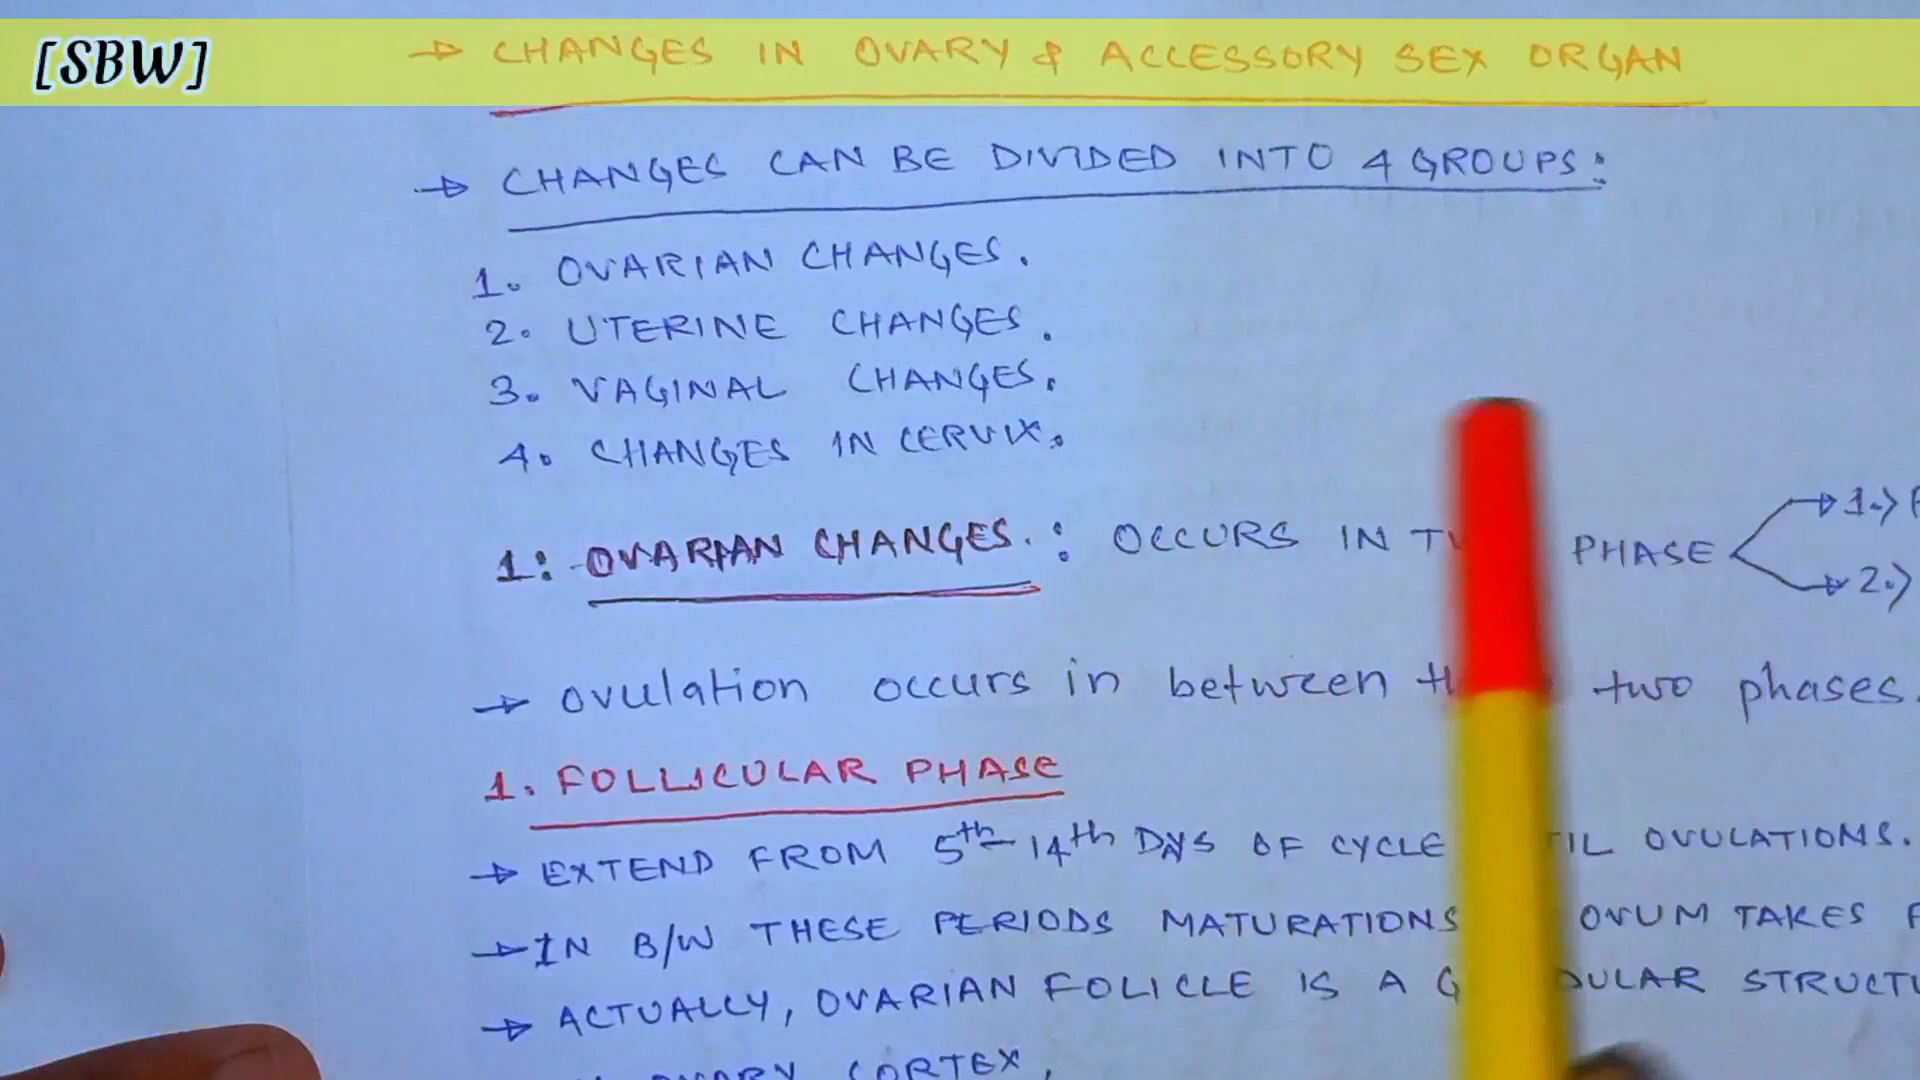 [SBW]
→ CHANGES IN OVARY & ACCESSORY SEX ORGAN
→ CHANGES CAN BE DIVIDED INTO 4 GROUPS:
1. OVARIAN CHANGES.
2. UTERINE CHANGES.
3. VAGINAL CHANGES.
4. CHANGES IN CERVIX.
1: OVARIAN CHANGES. : OCCURS IN PHASE → 1.)
→ 2.)
→ ovulation occurs in between two phases.
1. FOLLICULAR PHASE
→ EXTEND FROM 5th-14th DAYS OF CYCLE OVULATIONS.
→ IN B/W THESE PERIODS MATURATIONS OVUM TAKES
→ ACTUALLY, OVARIAN FOLICLE IS A STRUCTU
CORTEX,